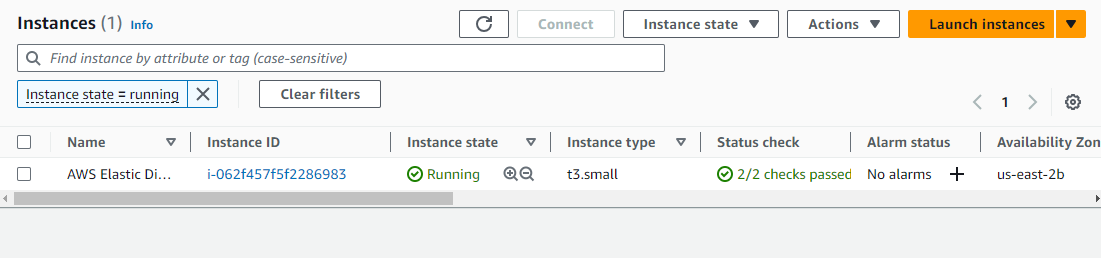 Instances (1) Info
Connect
Instance state
Actions
Launch instances
Find instance by attribute or tag (case-sensitive)
Instance state = running
Clear filters
1
Name Instance ID Instance state Instance type Status check Alarm status Availability Zon
AWS Elastic Di... i-062f457f5f2286983 Running t3.small 2/2 checks passed No alarms us-east-2b